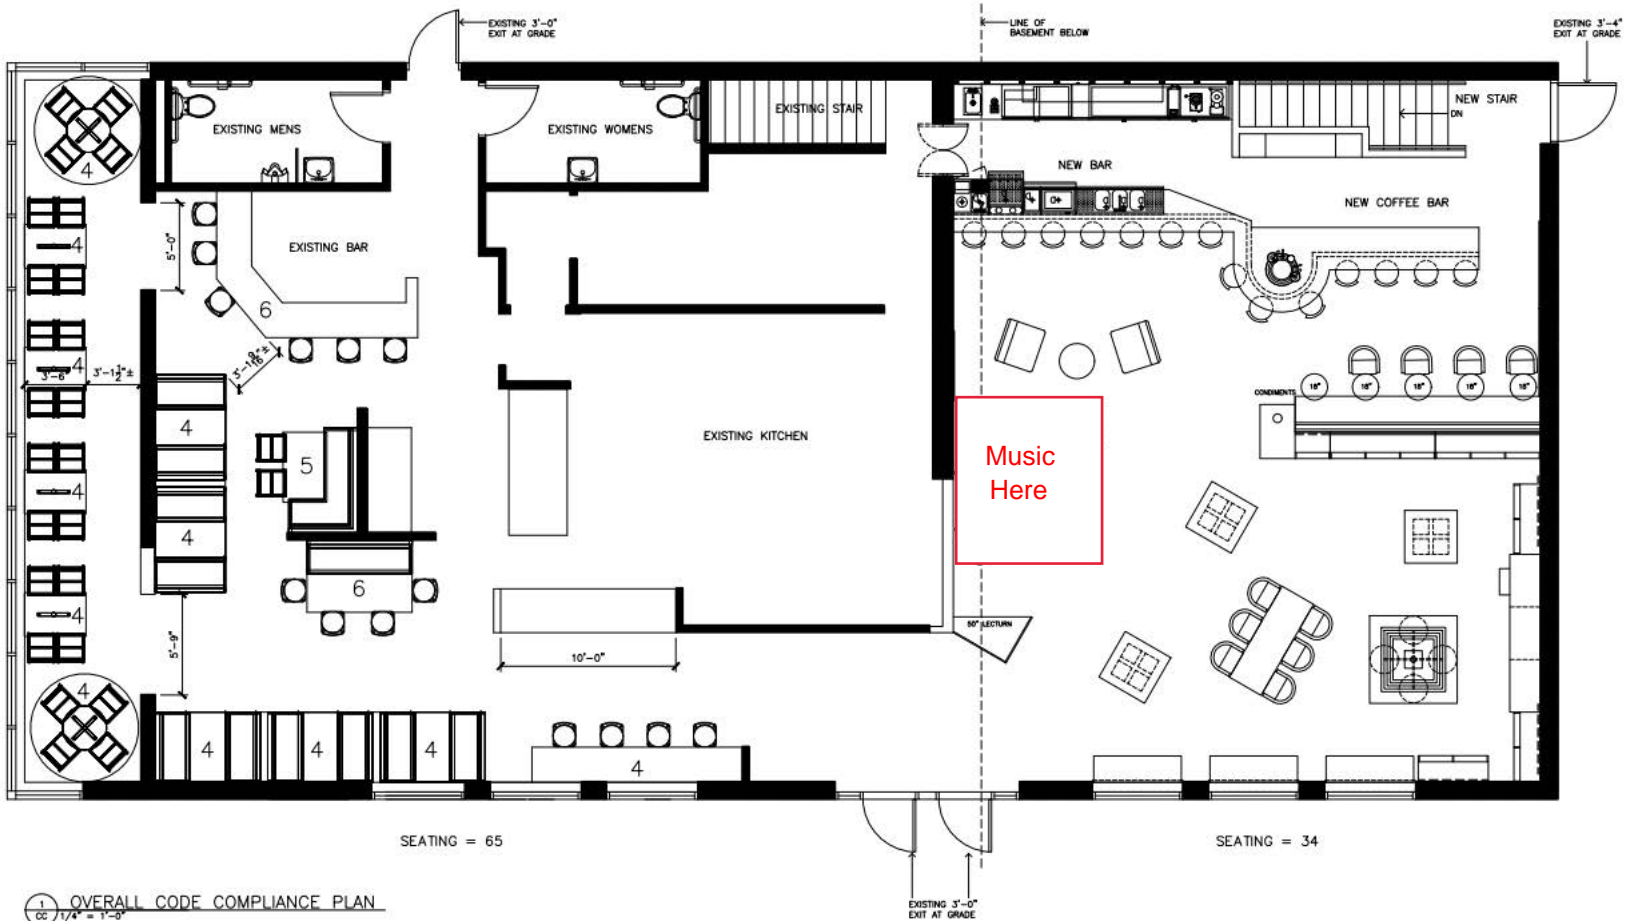 EXISTING 3'-0"
EXIT AT GRADE
LINE OF
BASEMENT BELOW
EXISTING 3'-4"
EXIT AT GRADE
EXISTING MENS
EXISTING WOMENS
EXISTING STAIR
NEW STAIR
DN
NEW BAR
NEW COFFEE BAR
4
4
5'-0"
EXISTING BAR
6
4
3'-6"
3'-1½"±
3'-1 9/16"±
CONDIMENTS
18"
18"
18"
18"
18"
4
EXISTING KITCHEN
Music
Here
5
4
4
6
4
50" LECTURN
5'-9"
10'-0"
4
4
4
4
4
SEATING = 65
SEATING = 34
1
CC
OVERALL CODE COMPLIANCE PLAN
1/4" = 1'-0"
EXISTING 3'-0"
EXIT AT GRADE